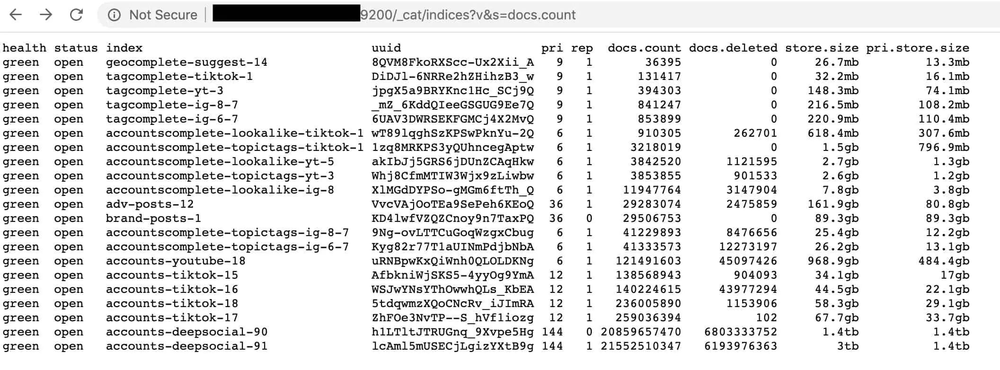 Not Secure 9200/_cat/indices?v&s=docs.count
health status index uuid pri rep docs.count docs.deleted store.size pri.store.size
green open geocomplete-suggest-14 8QVM8FkoRXScc-Ux2Xii_A 9 1 36395 0 26.7mb 13.3mb
green open tagcomplete-tiktok-1 DiDJl-6NRRe2hZHihzB3_w 9 1 131417 0 32.2mb 16.1mb
green open tagcomplete-yt-3 jpgX5a9BRYKnc1Hc_SCj9Q 9 1 394303 0 148.3mb 74.1mb
green open tagcomplete-ig-8-7 _mZ_6KddQIeeGSGUG9Ee7Q 9 1 841247 0 216.5mb 108.2mb
green open tagcomplete-ig-6-7 6UAV3DWRSEKFGMCj4X2MvQ 9 1 853899 0 220.9mb 110.4mb
green open accountscomplete-lookalike-tiktok-1 wT89lqghSzKPSwPknYu-2Q 6 1 910305 262701 618.4mb 307.6mb
green open accountscomplete-topictags-tiktok-1 1zq8MRKPS3yQUhncegAptw 6 1 3218019 0 1.5gb 796.9mb
green open accountscomplete-lookalike-yt-5 akIbJj5GRS6jDUnZCAqHkw 6 1 3842520 1121595 2.7gb 1.3gb
green open accountscomplete-topictags-yt-3 Whj8CfmMTIW3Wjx9zLiwbw 6 1 3853855 901533 2.6gb 1.2gb
green open accountscomplete-lookalike-ig-8 XlMGdDYPSo-gMGm6ftTh_Q 6 1 11947764 3147904 7.8gb 3.8gb
green open adv-posts-12 VvcVAjOoTEa9SePeh6KEoQ 36 1 29283074 2475859 161.9gb 80.8gb
green open brand-posts-1 KD4lwfVZQZCnoy9n7TaxPQ 36 0 29506753 0 89.3gb 89.3gb
green open accountscomplete-topictags-ig-8-7 9Ng-ovLTTCuGoqWzgxCbug 6 1 41229893 8476656 25.4gb 12.2gb
green open accountscomplete-topictags-ig-6-7 Kyg82r77T1aUINmPdjbNbA 6 1 41333573 12273197 26.2gb 13.1gb
green open accounts-youtube-18 uRNBpwKxQiWnh0QLOLDKNg 6 1 121491603 45097426 968.9gb 484.4gb
green open accounts-tiktok-15 AfbkniWjSKS5-4yyOg9YmA 12 1 138568943 904093 34.1gb 17gb
green open accounts-tiktok-16 WSJwYNsYThOwwhQLs_KbEA 12 1 140224615 43977294 44.5gb 22.1gb
green open accounts-tiktok-18 5tdqwmzXQoCNcRv_iJImRA 12 1 236005890 1153906 58.3gb 29.1gb
green open accounts-tiktok-17 ZhFOe3NvTP--S_hVf1iozg 12 1 259036394 102 67.7gb 33.7gb
green open accounts-deepsocial-90 h1LTltJTRUGnq_9Xvpe5Hg 144 0 20859657470 6803333752 1.4tb 1.4tb
green open accounts-deepsocial-91 lcAml5mUSECjLgizYXtB9g 144 1 21552510347 6193976363 3tb 1.4tb